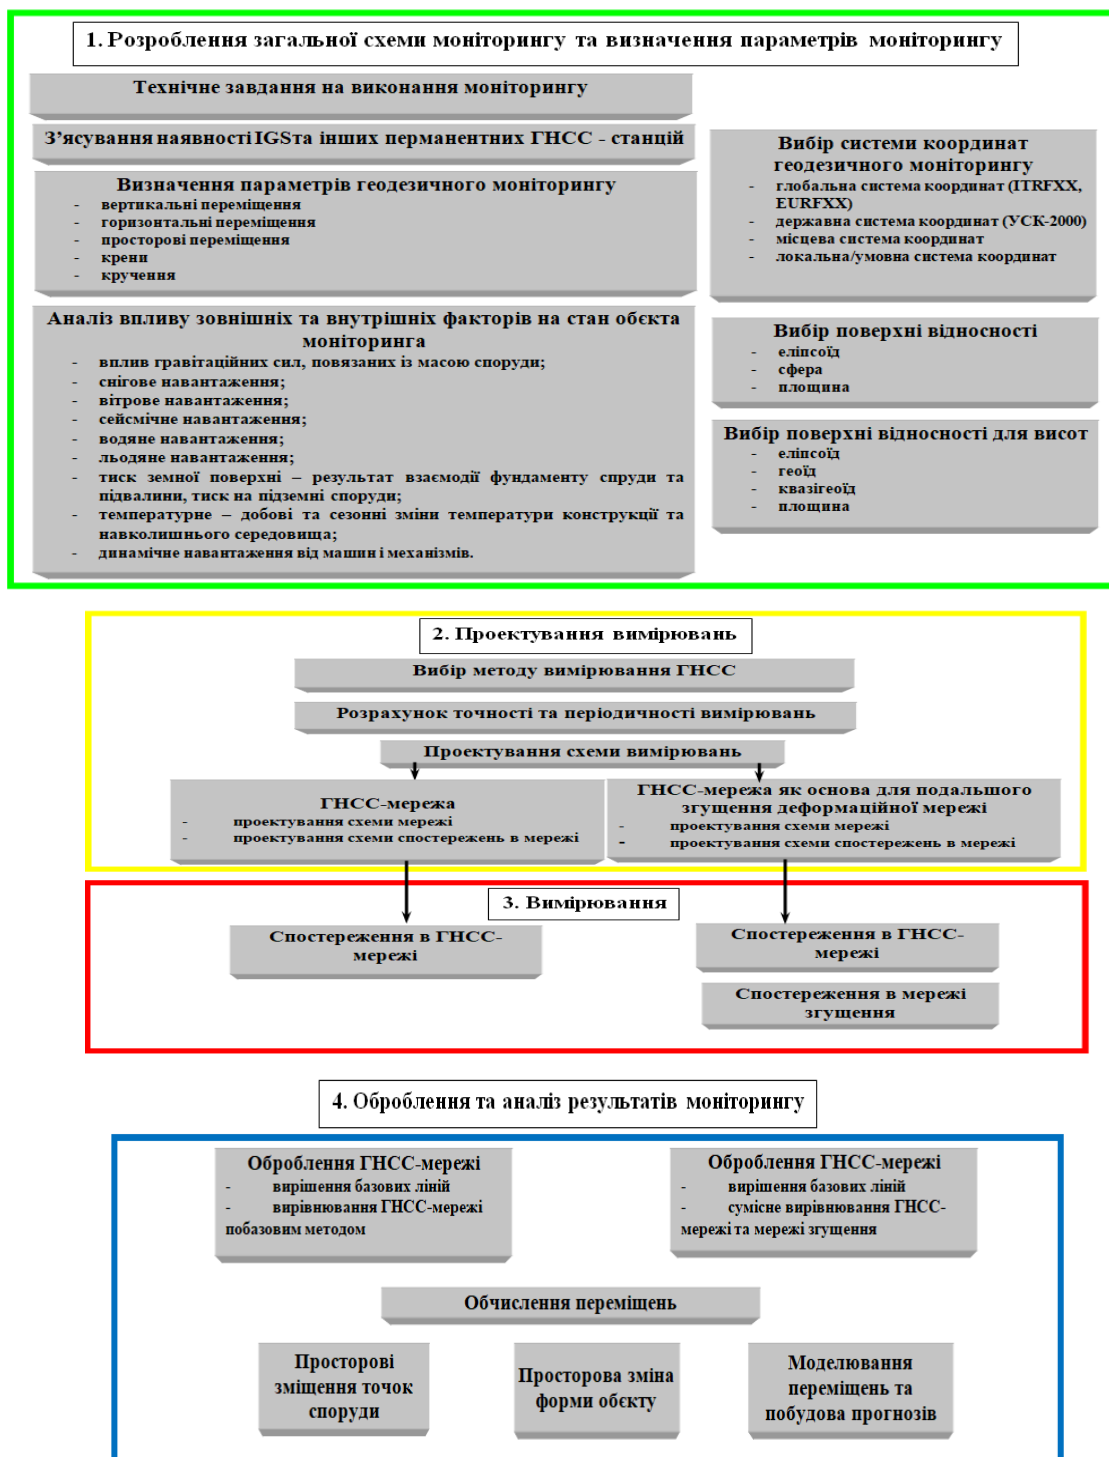 1. Розроблення загальної схеми моніторингу та визначення параметрів моніторингу
Технічне завдання на виконання моніторингу
З’ясування наявності IGSта інших перманентних ГНСС - станцій
Визначення параметрів геодезичного моніторингу
- вертикальні переміщення
- горизонтальні переміщення
- просторові переміщення
- крени
- кручення
Аналіз впливу зовнішніх та внутрішніх факторів на стан обєкта
моніторинга
- вплив гравітаційних сил, повязаних із масою споруди;
- снігове навантаження;
- вітрове навантаження;
- сейсмічне навантаження;
- водяне навантаження;
- льодяне навантаження;
- тиск земної поверхні – результат взаємодії фундаменту спруди та
підвалини, тиск на підземні споруди;
- температурне – добові та сезонні зміни температури конструкції та
навколишнього середовища;
- динамічне навантаження від машин і механізмів.
Вибір системи координат
геодезичного моніторингу
- глобальна система координат (ITRFXX,
EURFXX)
- державна система координат (УСК-2000)
- місцева система координат
- локальна/умовна система координат
Вибір поверхні відносності
- еліпсоїд
- сфера
- площина
Вибір поверхні відносності для висот
- еліпсоїд
- геоїд
- квазігеоїд
- площина
2. Проектування вимірювань
Вибір методу вимірювання ГНСС
Розрахунок точності та періодичності вимірювань
Проектування схеми вимірювань
ГНСС-мережа
- проектування схеми мережі
- проектування схеми спостережень в мережі
ГНСС-мережа як основа для подальшого
згущення деформаційної мережі
- проектування схеми мережі
- проектування схеми спостережень в мережі
3. Вимірювання
Спостереження в ГНСС-
мережі
Спостереження в ГНСС-
мережі
Спостереження в мережі
згущення
4. Оброблення та аналіз результатів моніторингу
Оброблення ГНСС-мережі
- вирішення базових ліній
- вирівнювання ГНСС-мережі
побазовим методом
Оброблення ГНСС-мережі
- вирішення базових ліній
- сумісне вирівнювання ГНСС-
мережі та мережі згущення
Обчислення переміщень
Просторові
зміщення точок
споруди
Просторова зміна
форми обєкту
Моделювання
переміщень та
побудова прогнозів